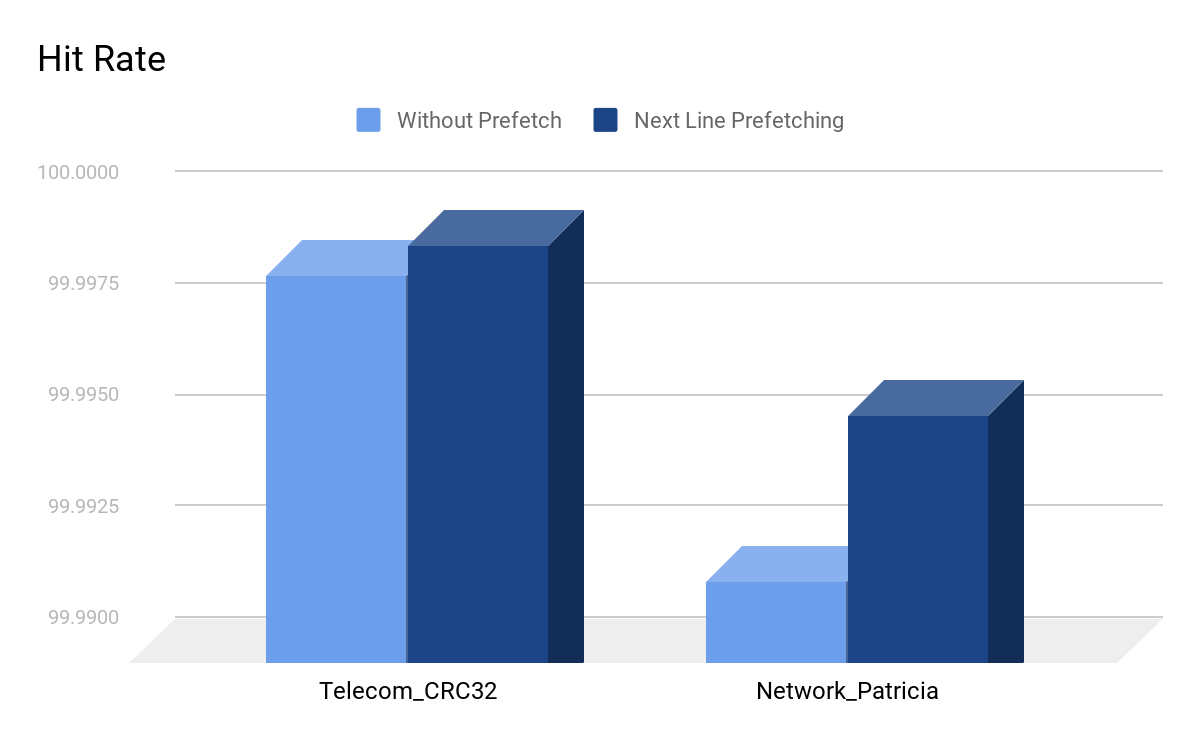 Hit Rate
Without Prefetch Next Line Prefetching
100.0000
99.9975
99.9950
99.9925
99.9900
Telecom_CRC32 Network_Patricia